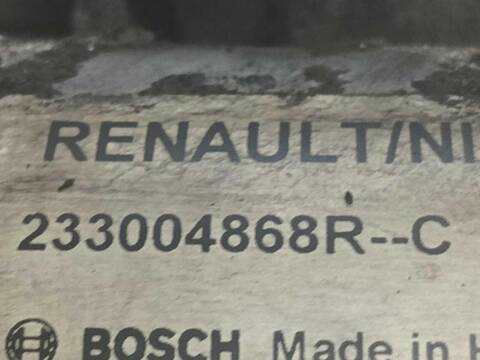 RENAULT/NI
233004868R--C
BOSCH Made in H